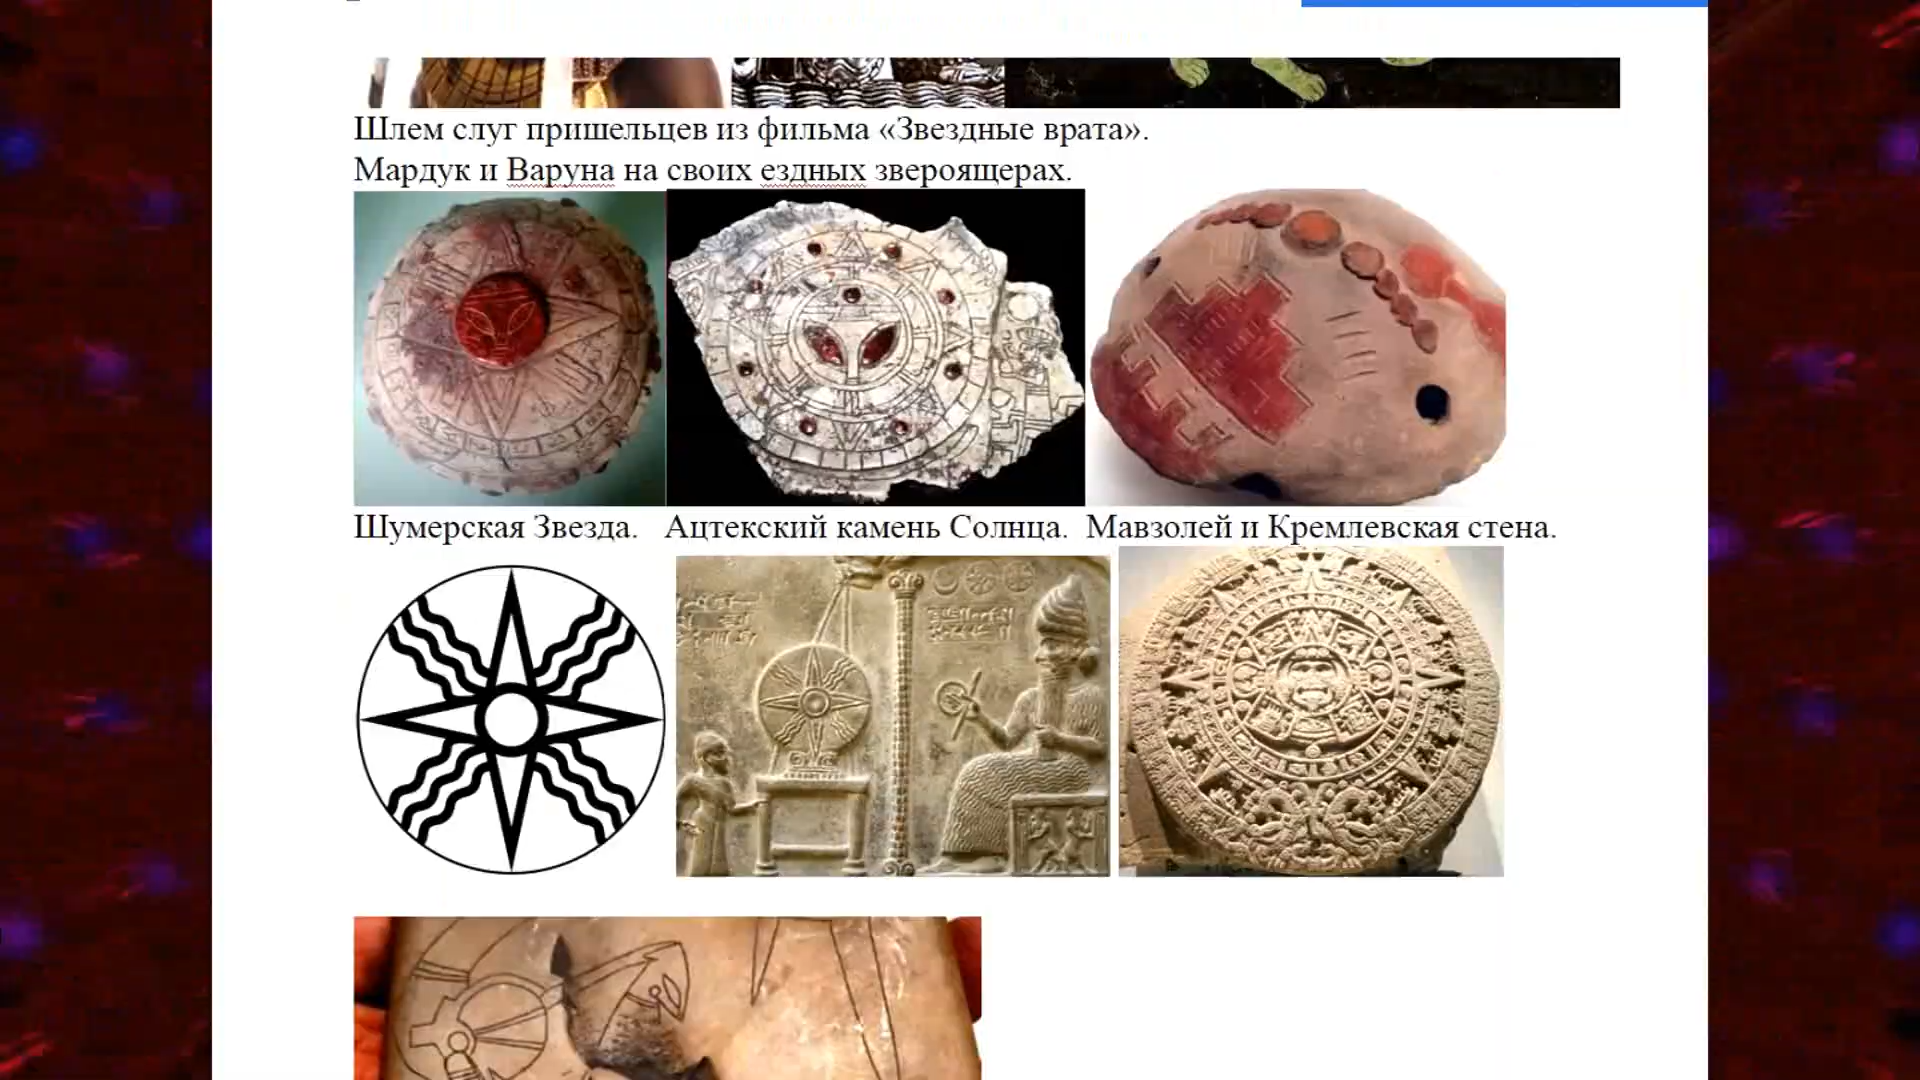 Шлем слуг пришельцев из фильма «Звездные врата».
Мардук и Варуна на своих ездных звероящерах.
Шумерская Звезда. Ацтекский камень Солнца. Мавзолей и Кремлевская стена.